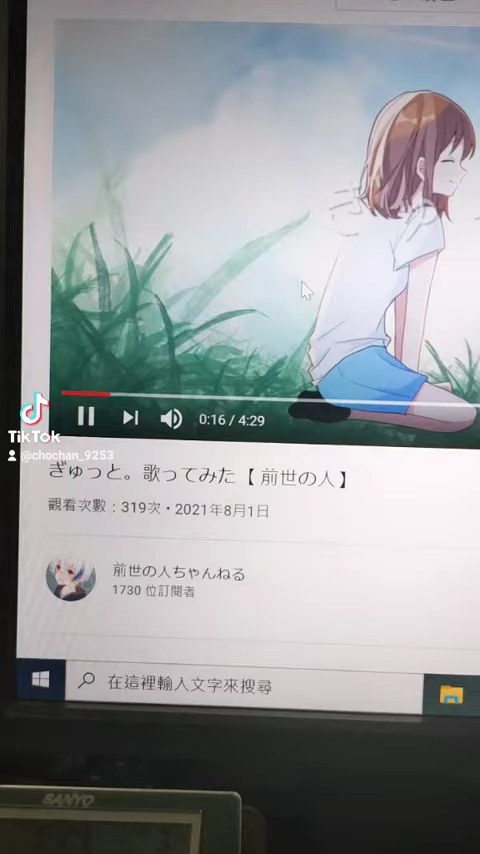 0:16 / 4:29
TikTok
@chochan_9253
ぎゅっと。歌ってみた【 前世の人】
觀看次數：319次・2021年8月1日
前世の人ちゃんねる
1730 位訂閱者
在這裡輸入文字來搜尋
SANYO